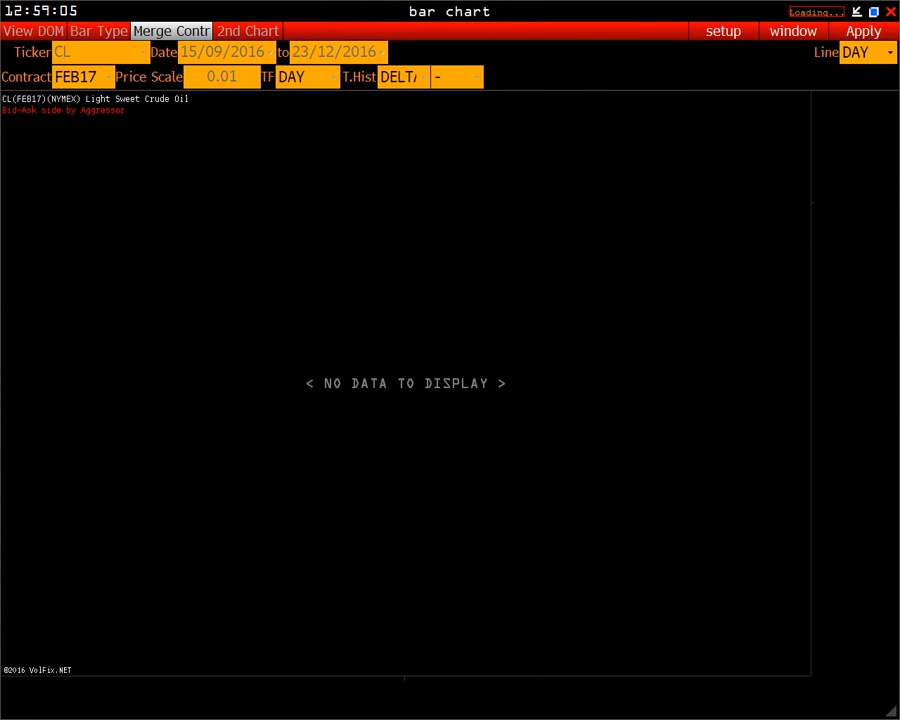 12:59:05 bar chart Loading...
View DOM Bar Type Merge Contr 2nd Chart setup window Apply
Ticker CL Date 15/09/2016 to 23/12/2016 Line DAY
Contract FEB17 Price Scale 0.01 TF DAY T.Hist DELT -
CL(FEB17)(NYMEX) Light Sweet Crude Oil
Bid-Ask side by Aggressor
< NO DATA TO DISPLAY >
©2016 VolFix.NET